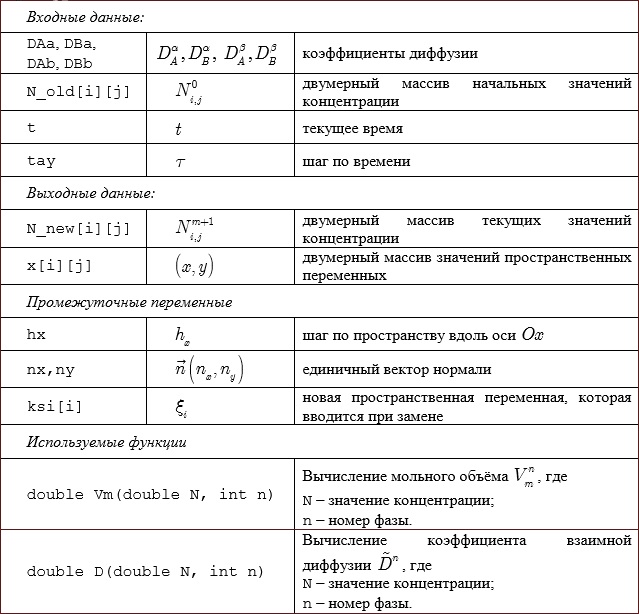 Входные данные:
DAa, DBa, DAb, DBb $D_A^\alpha, D_B^\alpha, D_A^\beta, D_B^\beta$ коэффициенты диффузии
N_old[i][j] $N_{i,j}^0$ двумерный массив начальных значений концентрации
t $t$ текущее время
tay $\tau$ шаг по времени
Выходные данные:
N_new[i][j] $N_{i,j}^{m+1}$ двумерный массив текущих значений концентрации
x[i][j] $(x, y)$ двумерный массив значений пространственных переменных
Промежуточные переменные
hx $h_x$ шаг по пространству вдоль оси $Ox$
nx,ny $\vec{n}(n_x, n_y)$ единичный вектор нормали
ksi[i] $\xi_i$ новая пространственная переменная, которая вводится при замене
Используемые функции
double Vm(double N, int n)
Вычисление мольного объёма $V_m^n$, где
N – значение концентрации;
n – номер фазы.
double D(double N, int n)
Вычисление коэффициента взаимной
диффузии $\tilde{D}^n$, где
N – значение концентрации;
n – номер фазы.